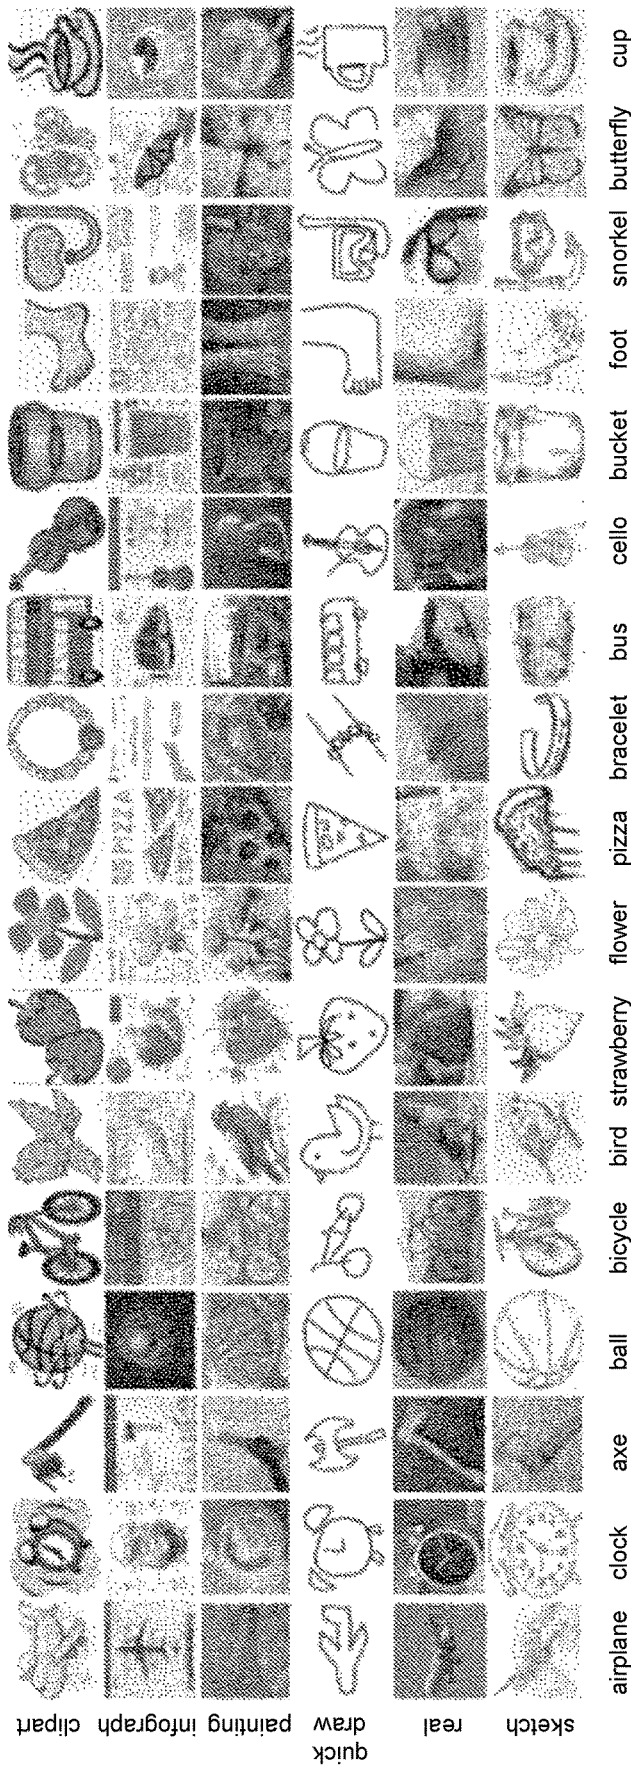 cup
butterfly
snorkel
foot
bucket
cello
bus
bracelet
pizza
flower
strawberry
bird
bicycle
ball
axe
clock
airplane
clipart
infograph
painting
quick
draw
real
sketch
PIZZA